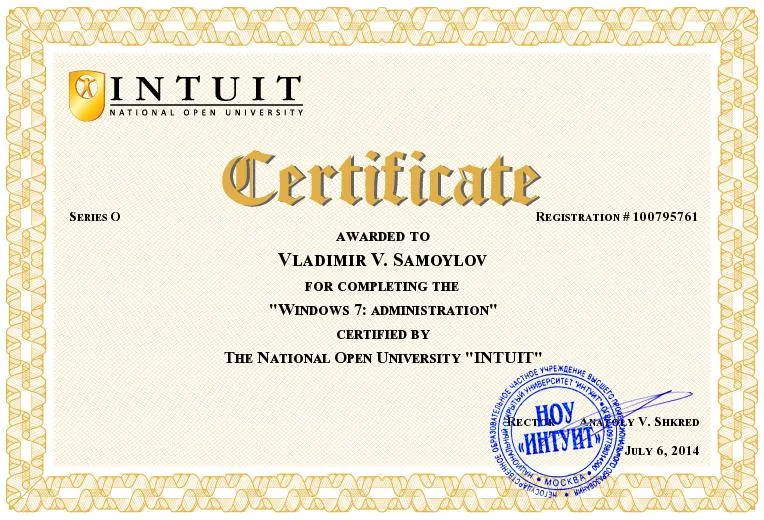 INTUIT
NATIONAL OPEN UNIVERSITY
Certificate
SERIES O
REGISTRATION # 100795761
AWARDED TO
VLADIMIR V. SAMOYLOV
FOR COMPLETING THE
"WINDOWS 7: ADMINISTRATION"
CERTIFIED BY
THE NATIONAL OPEN UNIVERSITY "INTUIT"
НЕГОСУДАРСТВЕННОЕ ОБРАЗОВАТЕЛЬНОЕ ЧАСТНОЕ УЧРЕЖДЕНИЕ ВЫСШЕГО ПРОФЕССИОНАЛЬНОГО ОБРАЗОВАНИЯ
НАЦИОНАЛЬНЫЙ ОТКРЫТЫЙ УНИВЕРСИТЕТ "ИНТУИТ"
НОУ
«ИНТУИТ»
МОСКВА
RECTOR ANATOLY V. SHKRED
JULY 6, 2014